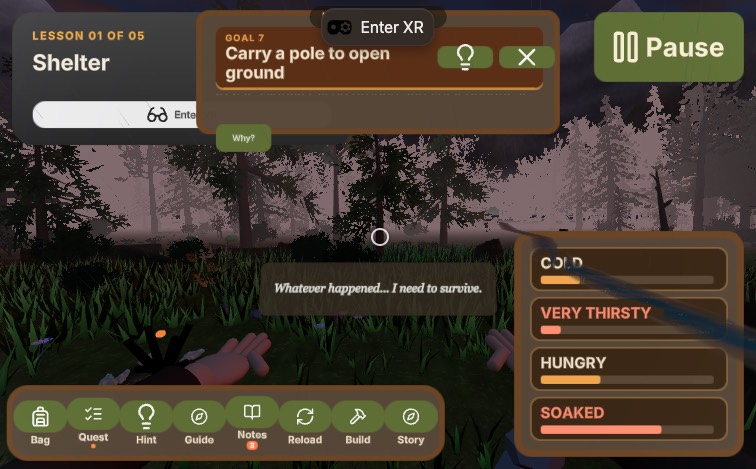 LESSON 01 OF 05
Shelter
Ente
GOAL 7
Carry a pole to open
ground
Why?
Enter XR
Pause
Whatever happened... I need to survive.
COLD
VERY THIRSTY
HUNGRY
SOAKED
Bag
Quest
Hint
Guide
Notes
8
Reload
Build
Story